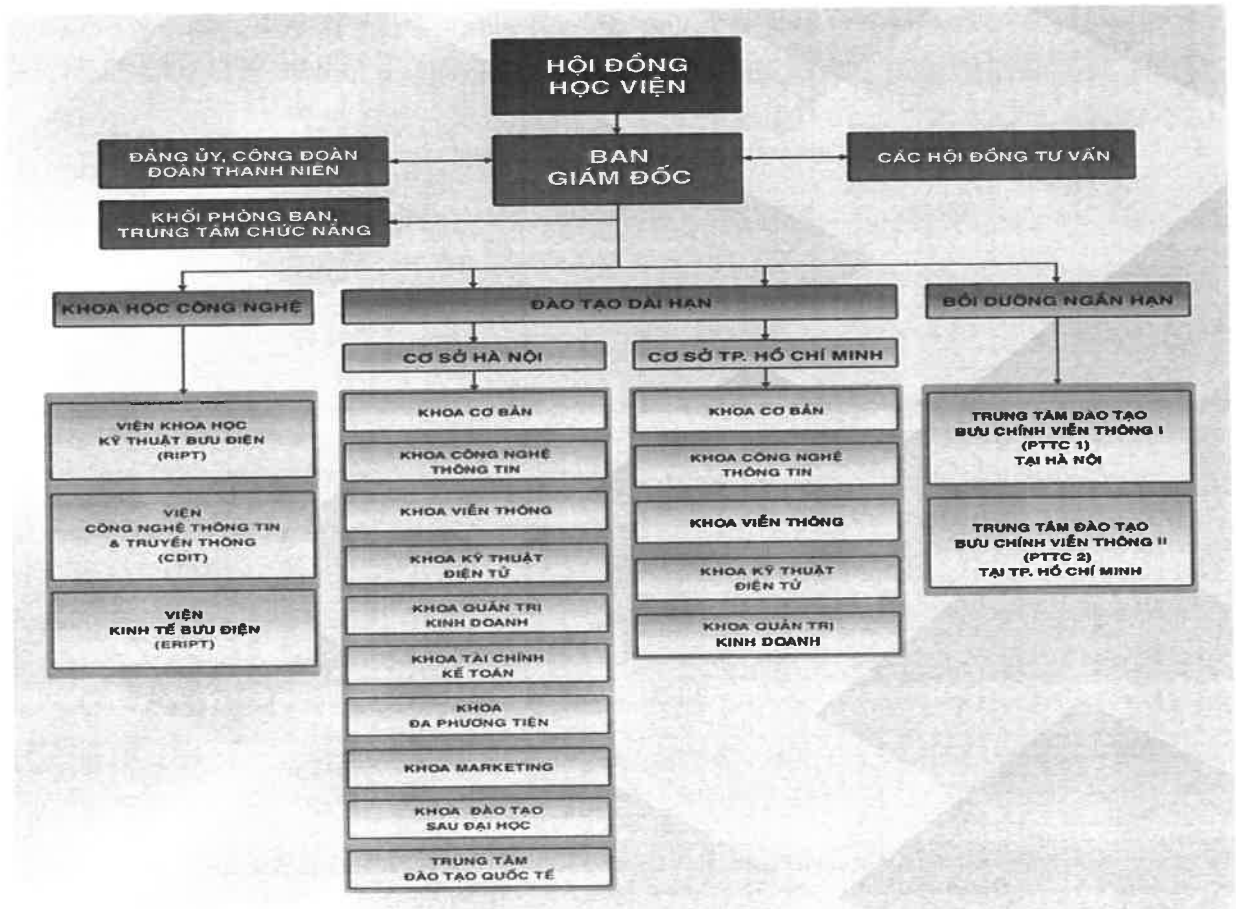 HỘI ĐỒNG
HỌC VIỆN
ĐẢNG ỦY, CÔNG ĐOÀN
ĐOÀN THANH NIÊN
BAN
GIÁM ĐỐC
CÁC HỘI ĐỒNG TƯ VẤN
KHỐI PHÒNG BAN,
TRUNG TÂM CHỨC NĂNG
KHOA HỌC CÔNG NGHỆ
ĐÀO TẠO DÀI HẠN
BỒI DƯỠNG NGẮN HẠN
CƠ SỞ HÀ NỘI
CƠ SỞ TP. HỒ CHÍ MINH
VIỆN KHOA HỌC
KỸ THUẬT BƯU ĐIỆN
(RIPT)
VIỆN
CÔNG NGHỆ THÔNG TIN
& TRUYỀN THÔNG
(CDIT)
VIỆN
KINH TẾ BƯU ĐIỆN
(ERIPT)
KHOA CƠ BẢN
KHOA CÔNG NGHỆ
THÔNG TIN
KHOA VIỄN THÔNG
KHOA KỸ THUẬT
ĐIỆN TỬ
KHOA QUẢN TRỊ
KINH DOANH
KHOA TÀI CHÍNH
KẾ TOÁN
KHOA
ĐA PHƯƠNG TIỆN
KHOA MARKETING
KHOA ĐÀO TẠO
SAU ĐẠI HỌC
TRUNG TÂM
ĐÀO TẠO QUỐC TẾ
KHOA CƠ BẢN
KHOA CÔNG NGHỆ
THÔNG TIN
KHOA VIỄN THÔNG
KHOA KỸ THUẬT
ĐIỆN TỬ
KHOA QUẢN TRỊ
KINH DOANH
TRUNG TÂM ĐÀO TẠO
BƯU CHÍNH VIỄN THÔNG I
(PTTC 1)
TẠI HÀ NỘI
TRUNG TÂM ĐÀO TẠO
BƯU CHÍNH VIỄN THÔNG II
(PTTC 2)
TẠI TP. HỒ CHÍ MINH